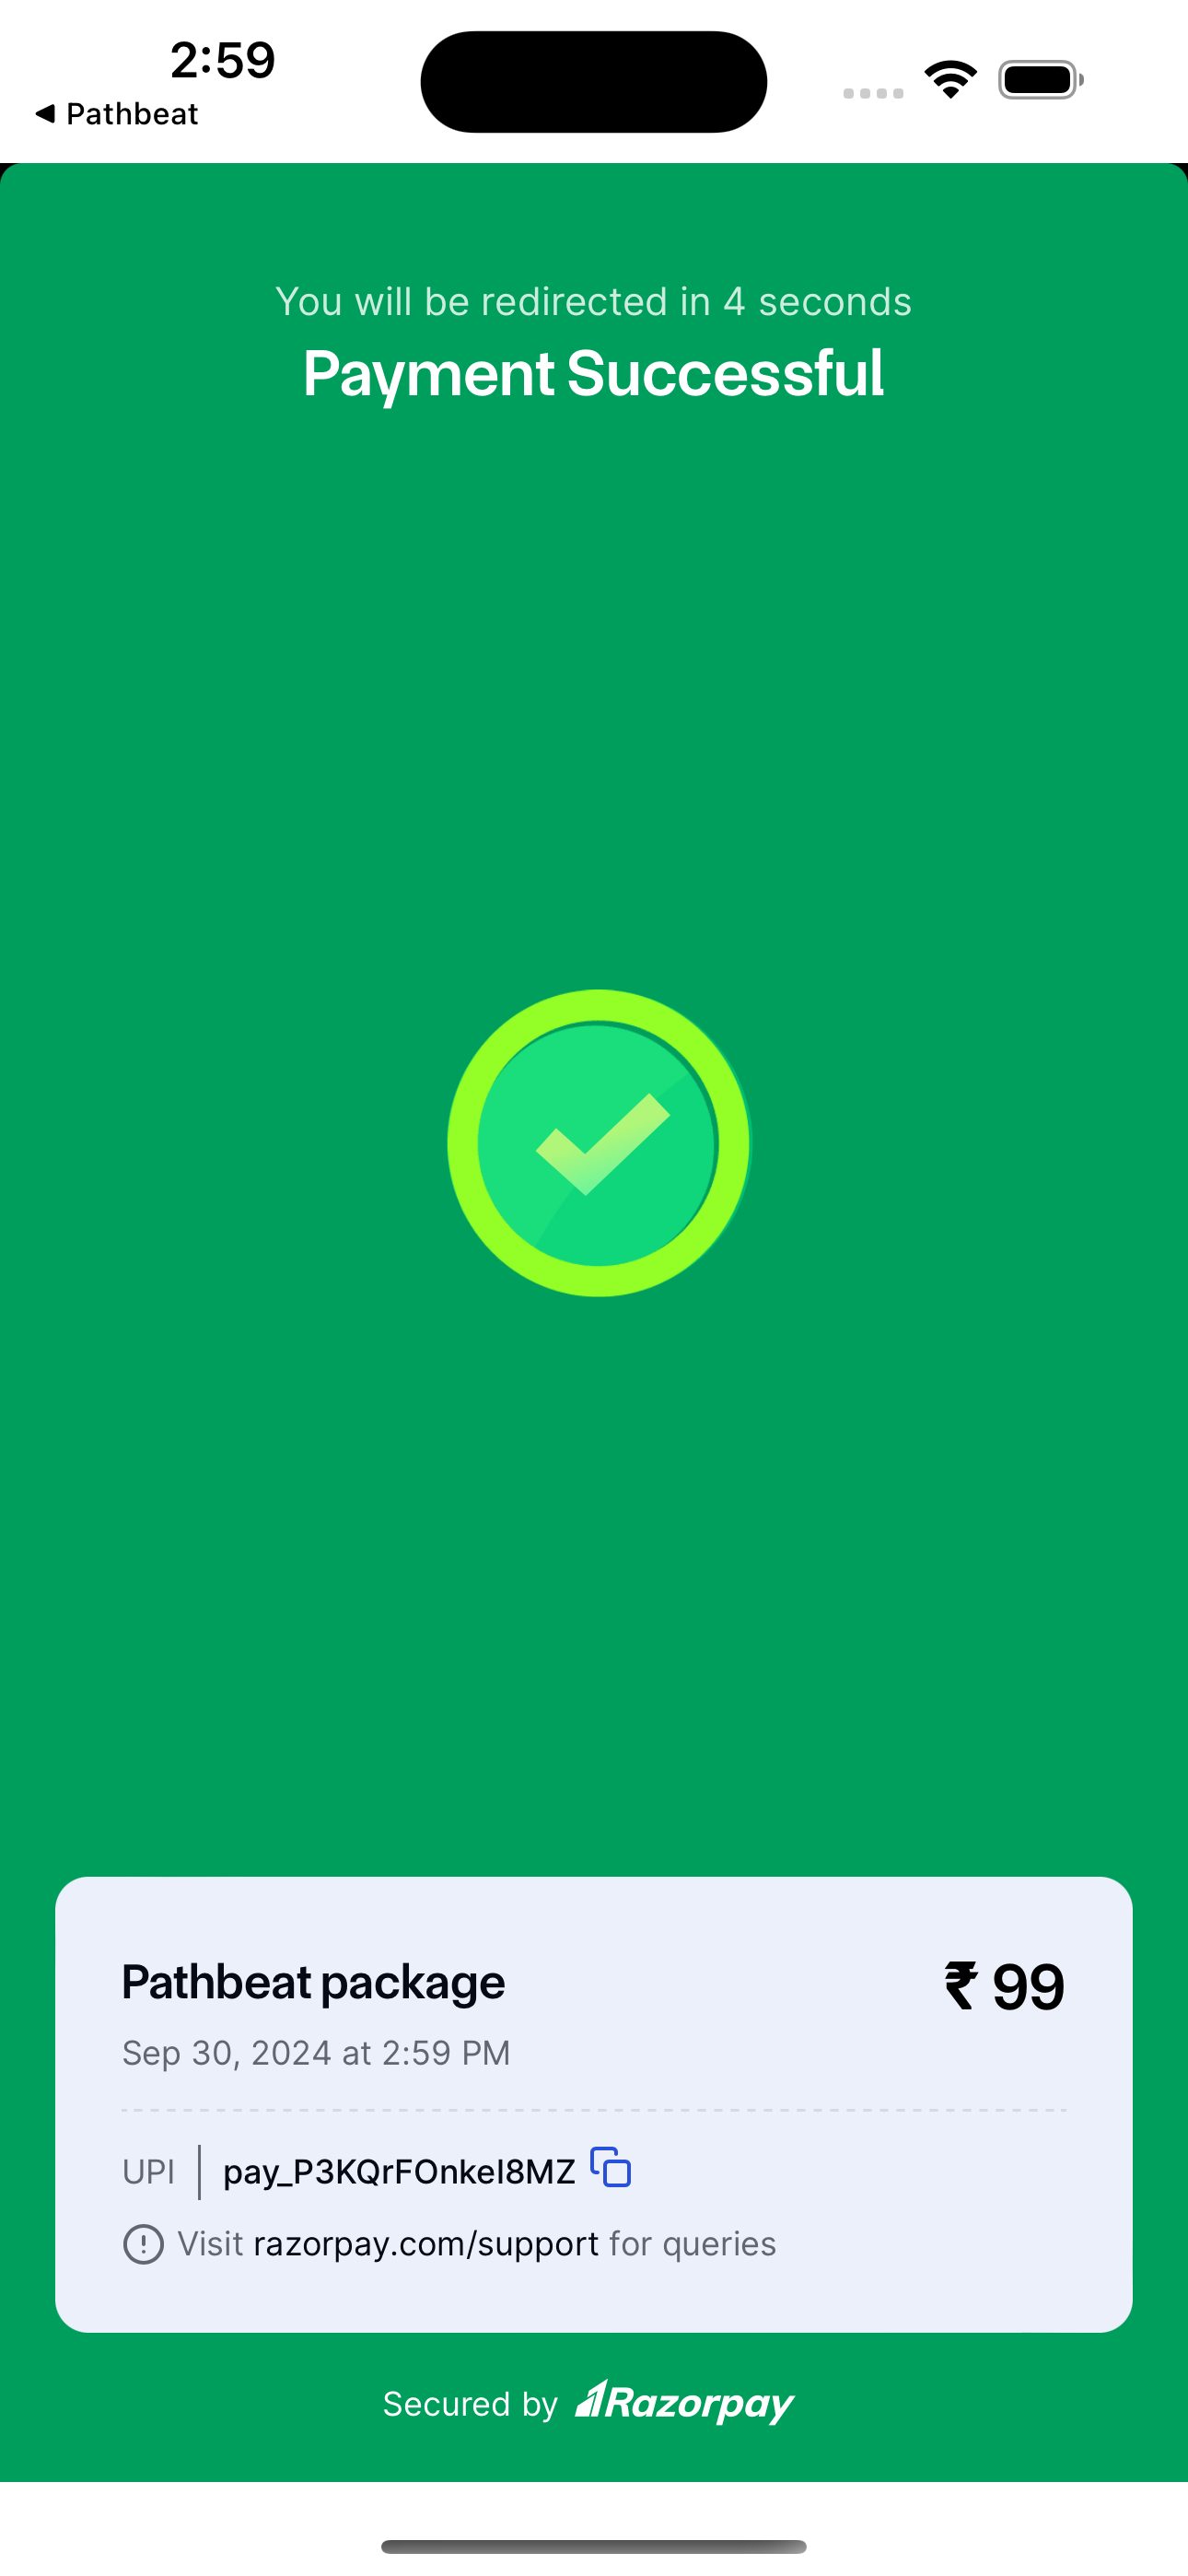 2:59
◀ Pathbeat
You will be redirected in 4 seconds
Payment Successful
Pathbeat package
₹ 99
Sep 30, 2024 at 2:59 PM
UPI | pay_P3KQrFOnkel8MZ
Visit razorpay.com/support for queries
Secured by Razorpay